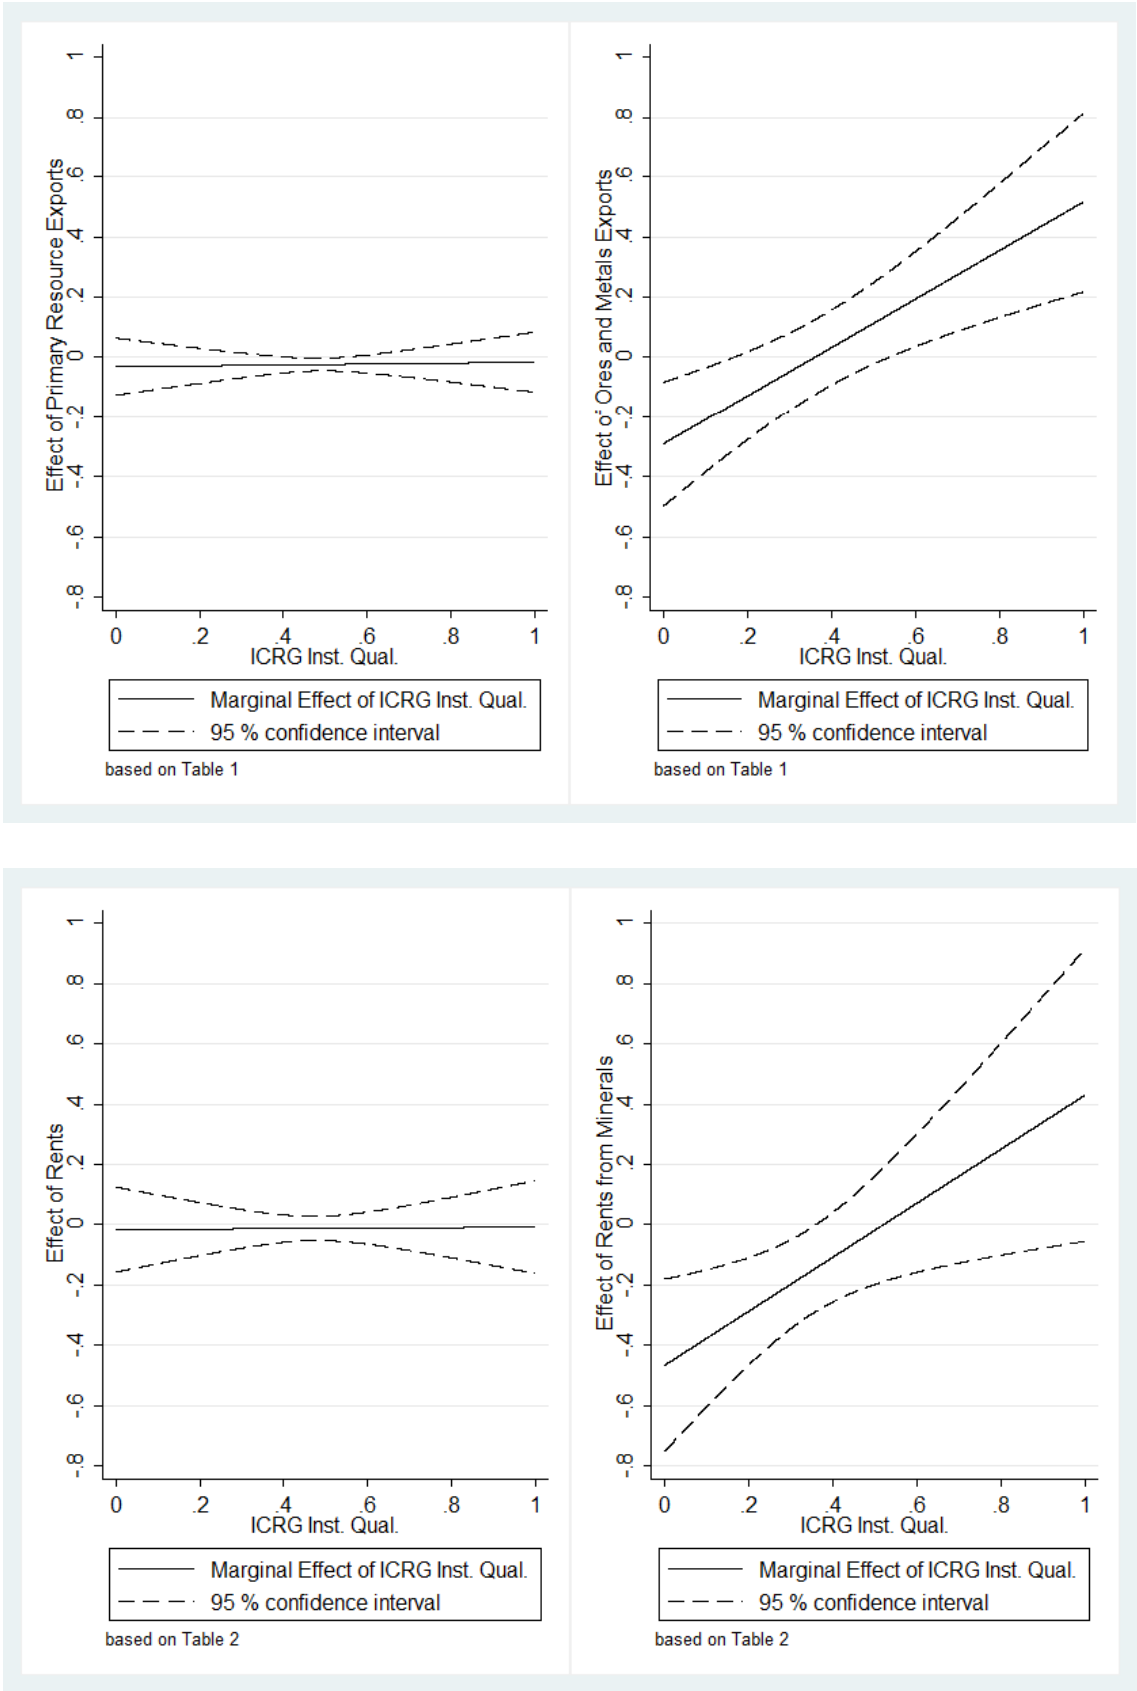 Effect of Primary Resource Exports
1
.8
.6
.4
.2
0
-.2
-.4
-.6
-.8
0 .2 .4 .6 .8 1
ICRG Inst. Qual.
Marginal Effect of ICRG Inst. Qual.
95 % confidence interval
based on Table 1
Effect of Ores and Metals Exports
1
.8
.6
.4
.2
0
-.2
-.4
-.6
-.8
0 .2 .4 .6 .8 1
ICRG Inst. Qual.
Marginal Effect of ICRG Inst. Qual.
95 % confidence interval
based on Table 1
Effect of Rents
1
.8
.6
.4
.2
0
-.2
-.4
-.6
-.8
0 .2 .4 .6 .8 1
ICRG Inst. Qual.
Marginal Effect of ICRG Inst. Qual.
95 % confidence interval
based on Table 2
Effect of Rents from Minerals
1
.8
.6
.4
.2
0
-.2
-.4
-.6
-.8
0 .2 .4 .6 .8 1
ICRG Inst. Qual.
Marginal Effect of ICRG Inst. Qual.
95 % confidence interval
based on Table 2